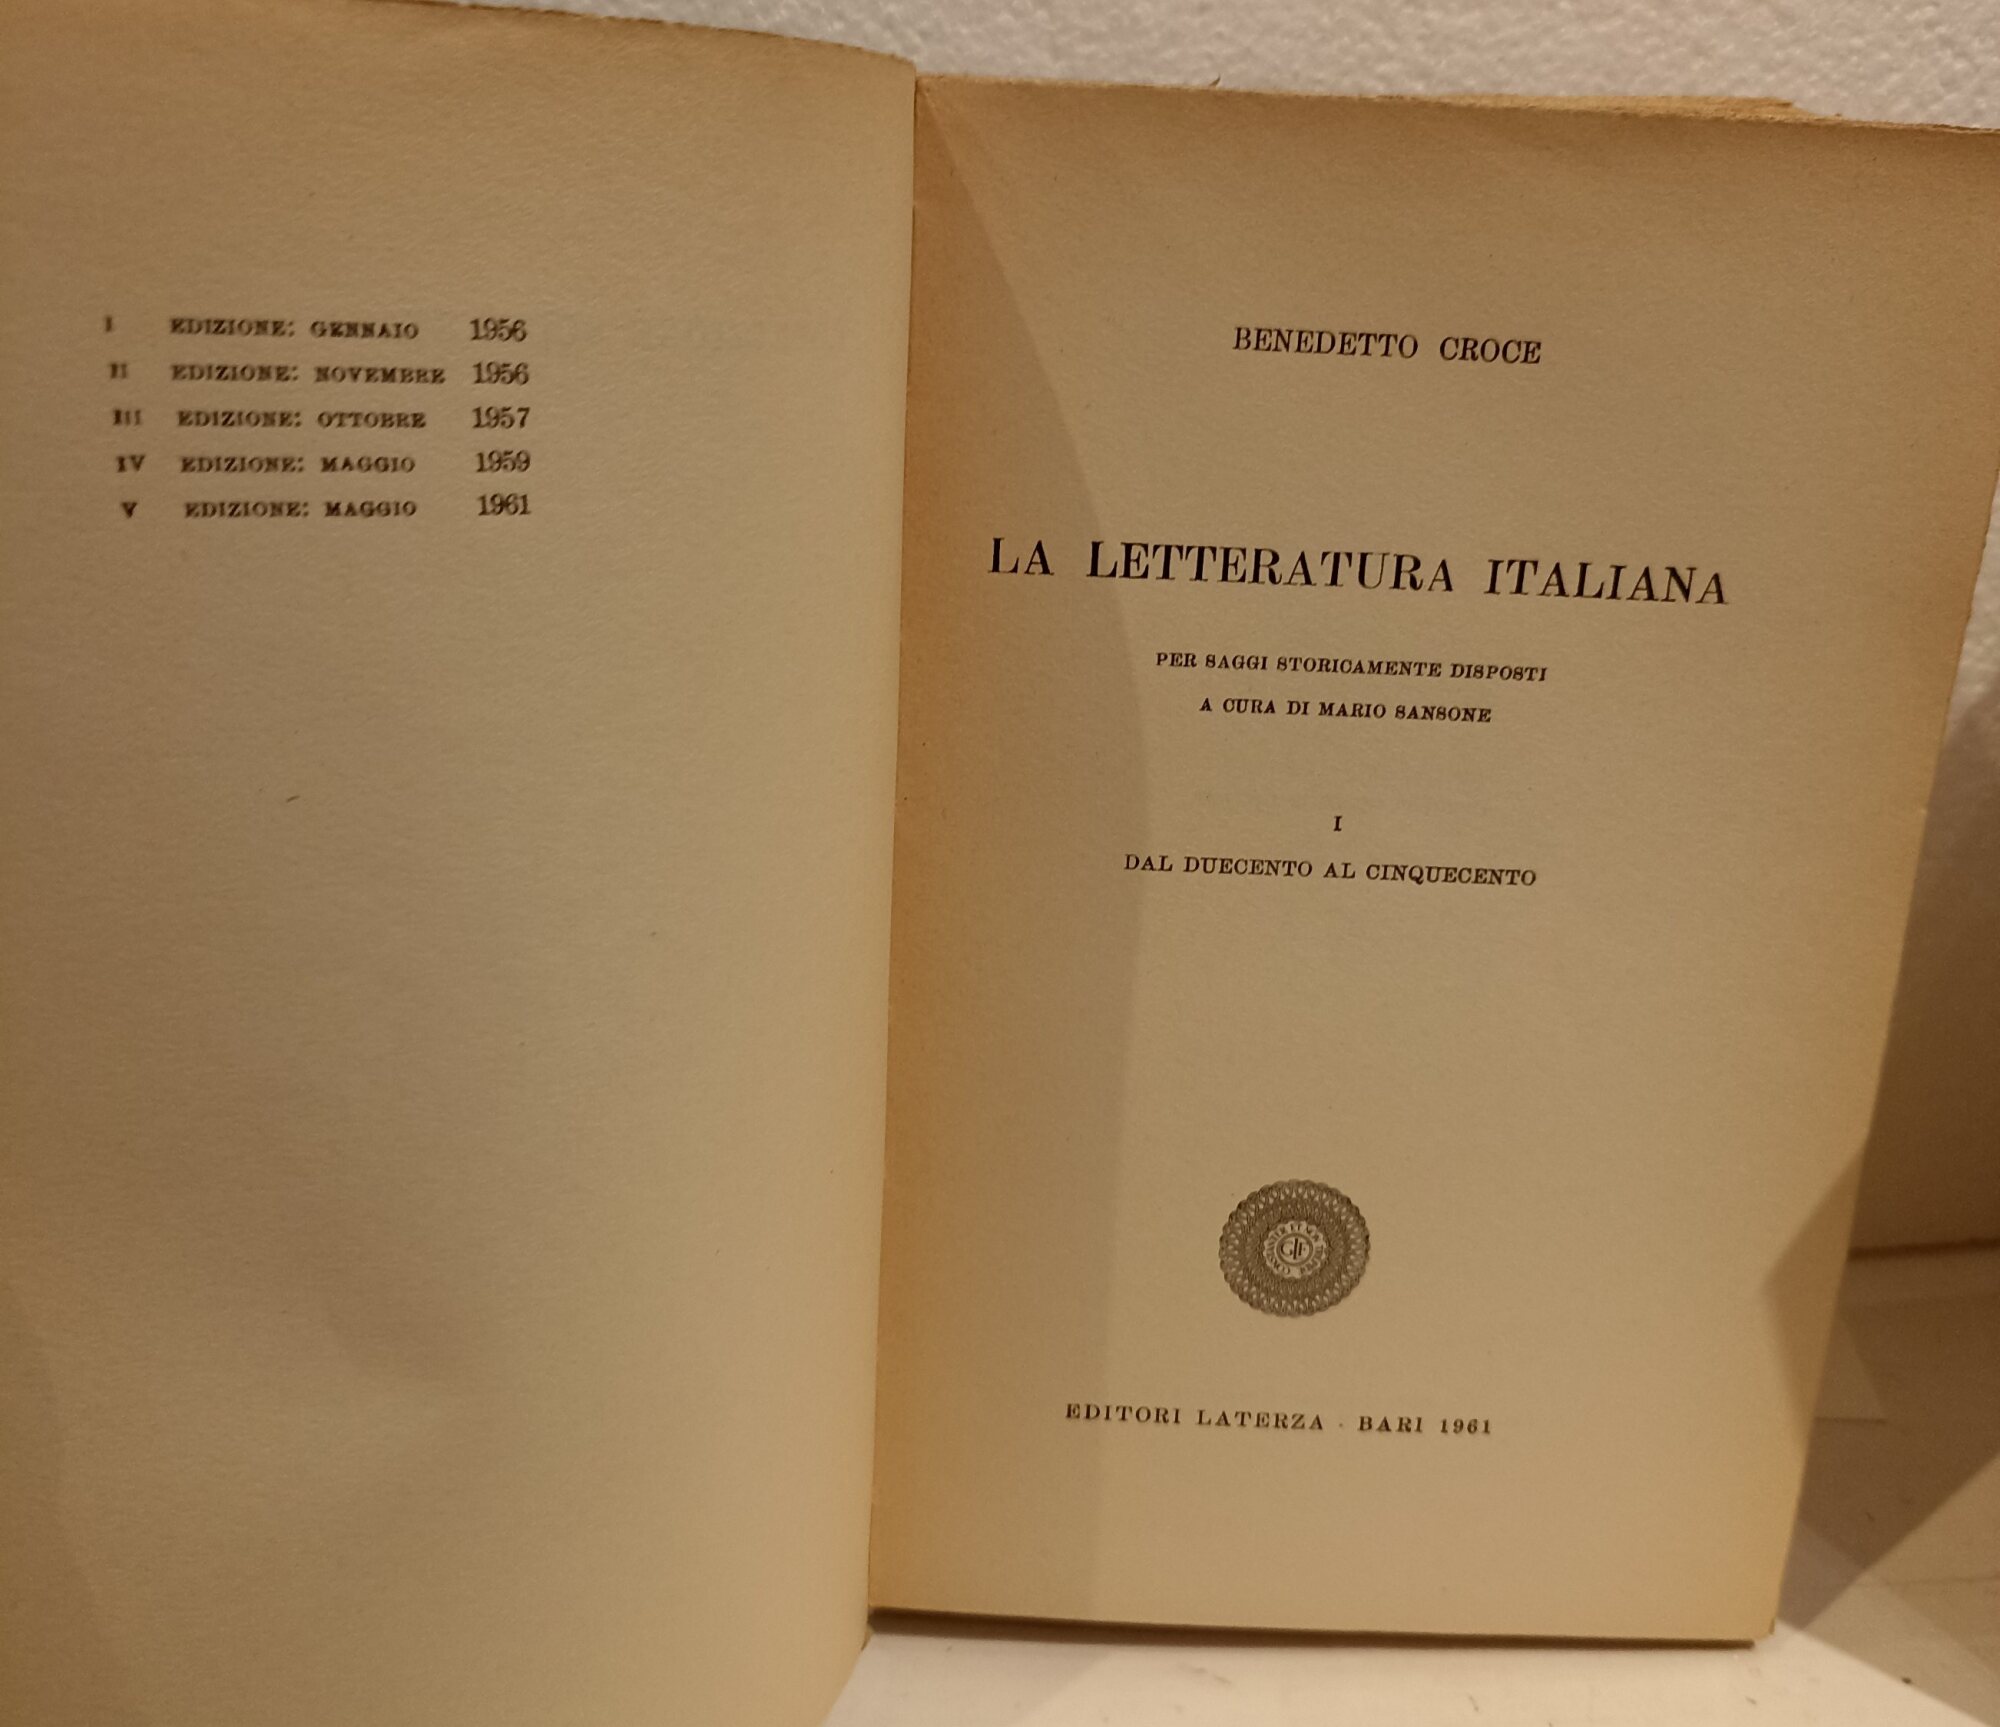 I EDIZIONE: GENNAIO 1956
II EDIZIONE: NOVEMBRE 1956
III EDIZIONE: OTTOBRE 1957
IV EDIZIONE: MAGGIO 1959
V EDIZIONE: MAGGIO 1961
BENEDETTO CROCE
LA LETTERATURA ITALIANA
PER SAGGI STORICAMENTE DISPOSTI
A CURA DI MARIO SANSONE
I
DAL DUECENTO AL CINQUECENTO
EDITORI LATERZA · BARI 1961